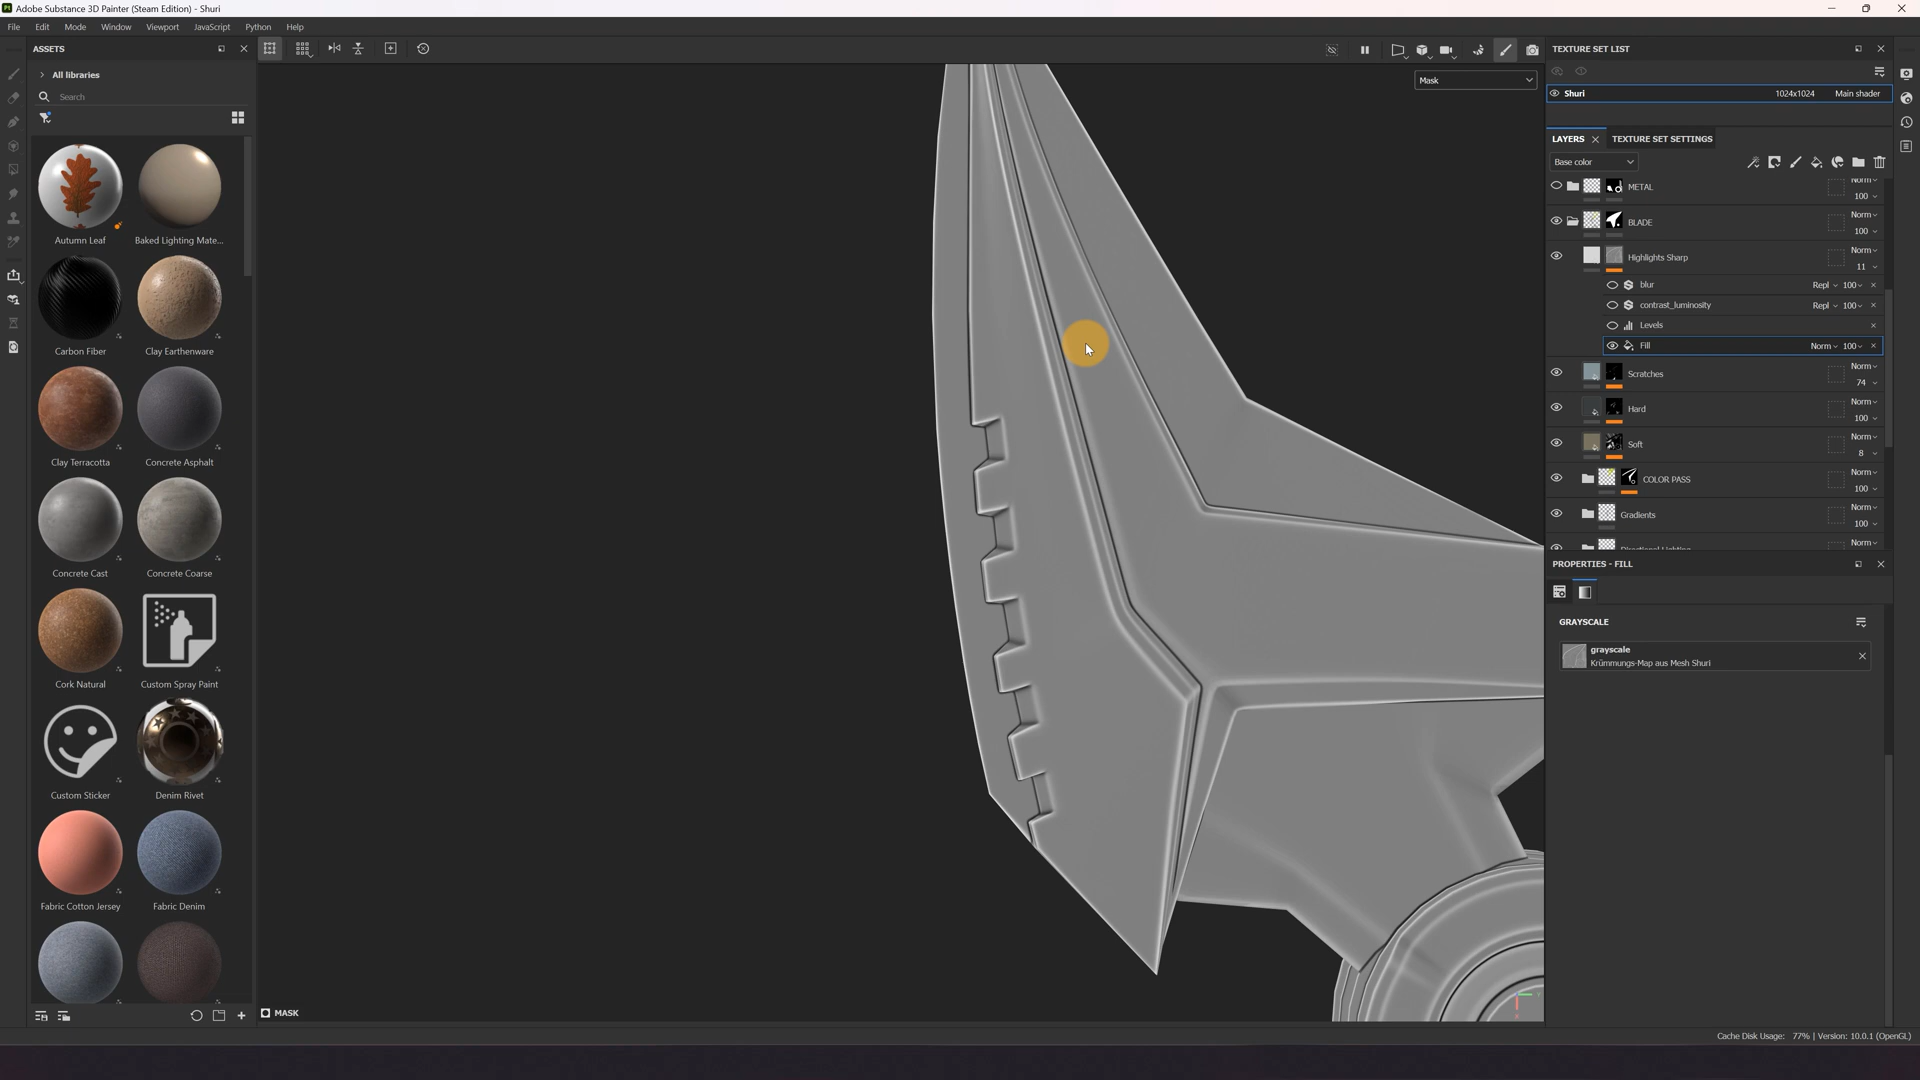 Adobe Substance 3D Painter (Steam Edition) - Shuri
File Edit Mode Window Viewport JavaScript Python Help
ASSETS
All libraries
Search
Autumn Leaf
Baked Lighting Mate...
Carbon Fiber
Clay Earthenware
Clay Terracotta
Concrete Asphalt
Concrete Cast
Concrete Coarse
Cork Natural
Custom Spray Paint
Custom Sticker
Denim Rivet
Fabric Cotton Jersey
Fabric Denim
Mask
MASK
TEXTURE SET LIST
Shuri 1024x1024 Main shader
LAYERS TEXTURE SET SETTINGS
Base color
METAL Norm
100
BLADE Norm
100
Highlights Sharp Norm
11
blur Repl 100
contrast_luminosity Repl 100
Levels
Fill Norm 100
Scratches Norm
74
Hard Norm
100
Soft Norm
8
COLOR PASS Norm
100
Gradients Norm
100
Directional Lighting Norm
PROPERTIES - FILL
GRAYSCALE
grayscale
Krümmungs-Map aus Mesh Shuri
Cache Disk Usage: 77% | Version: 10.0.1 (OpenGL)